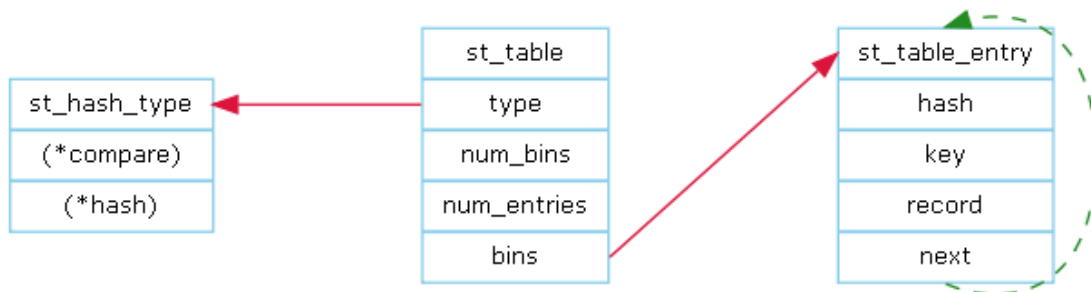 st_hash_type
(*compare)
(*hash)
st_table
type
num_bins
num_entries
bins
st_table_entry
hash
key
record
next